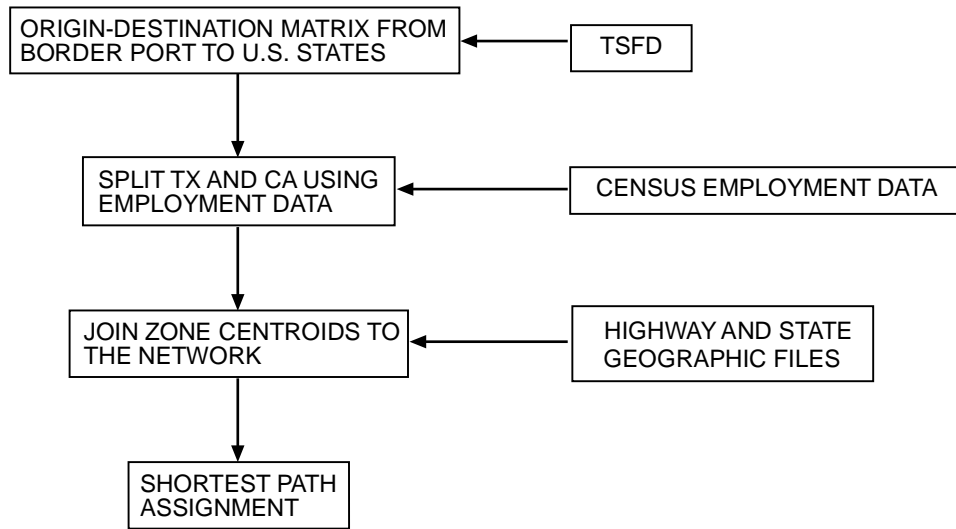 ORIGIN-DESTINATION MATRIX FROM
BORDER PORT TO U.S. STATES
TSFD
SPLIT TX AND CA USING
EMPLOYMENT DATA
CENSUS EMPLOYMENT DATA
JOIN ZONE CENTROIDS TO
THE NETWORK
HIGHWAY AND STATE
GEOGRAPHIC FILES
SHORTEST PATH
ASSIGNMENT